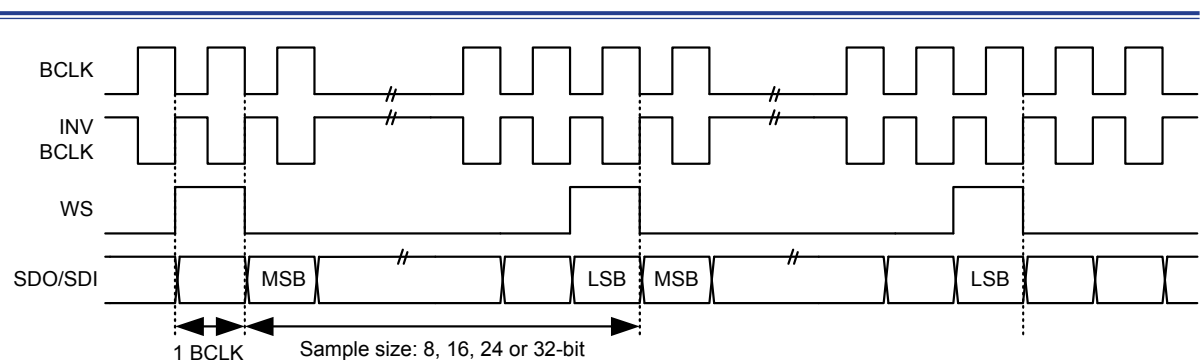 BCLK
INV
BCLK
WS
SDO/SDI
MSB
LSB
MSB
LSB
1 BCLK
Sample size: 8, 16, 24 or 32-bit